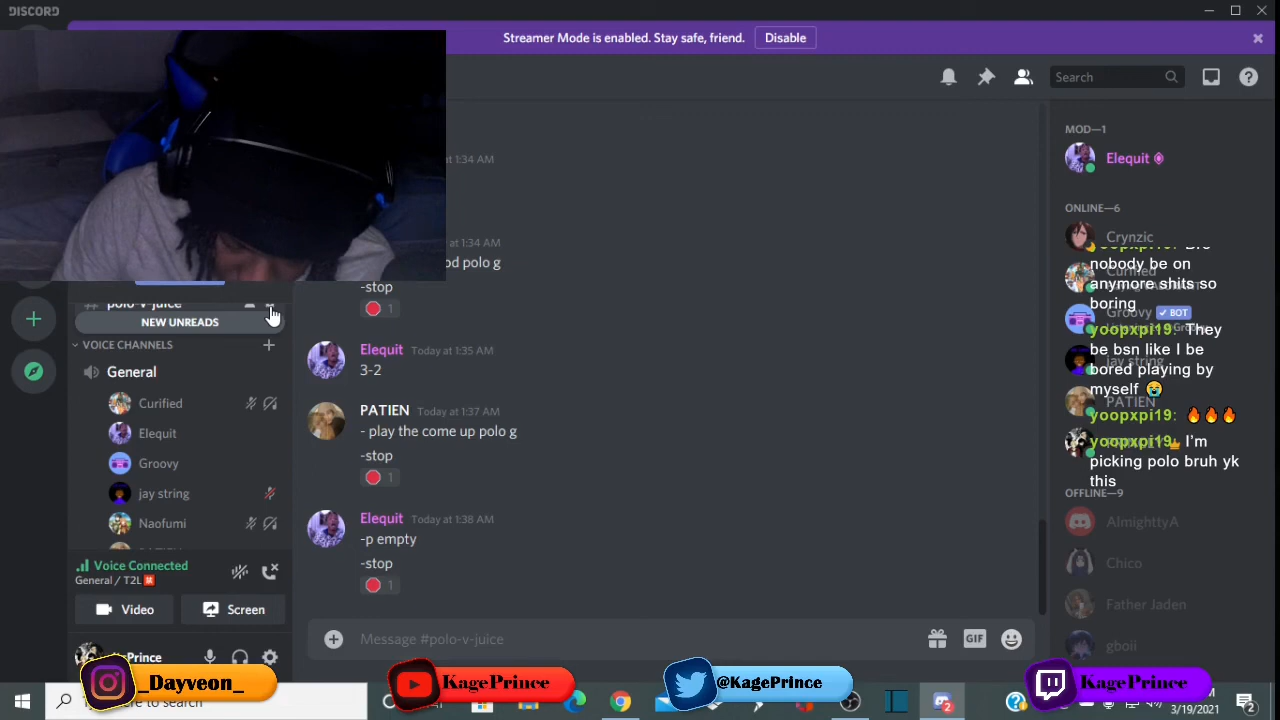 DISCORD
Streamer Mode is enabled. Stay safe, friend.
Disable
Search
at 1:34 AM
at 1:34 AM
od polo g
-stop
1
Elequit Today at 1:35 AM
3-2
PATIEN Today at 1:37 AM
- play the come up polo g
-stop
1
Elequit Today at 1:38 AM
-p empty
-stop
1
Message #polo-v-juice
GIF
polo-v-juice
NEW UNREADS
VOICE CHANNELS
General
Curified
Elequit
Groovy
jay string
Naofumi
Voice Connected
General / T2L
Video
Screen
Prince
MOD—1
Elequit
ONLINE—6
Crynzic
Curified
Groovy BOT
jay string
PATIEN
OFFLINE—9
AlmighttyA
Chico
Father Jaden
gboii
nobody be on
anymore shits so
boring
yoopxpi19: They
be bsn like I be
bored playing by
myself 😭
yoopxpi19: 🔥🔥🔥
yoopxpi19: I'm
picking polo bruh yk
this
_Dayveon_
KagePrince
@KagePrince
KagePrince
to search
3/19/2021
2
2